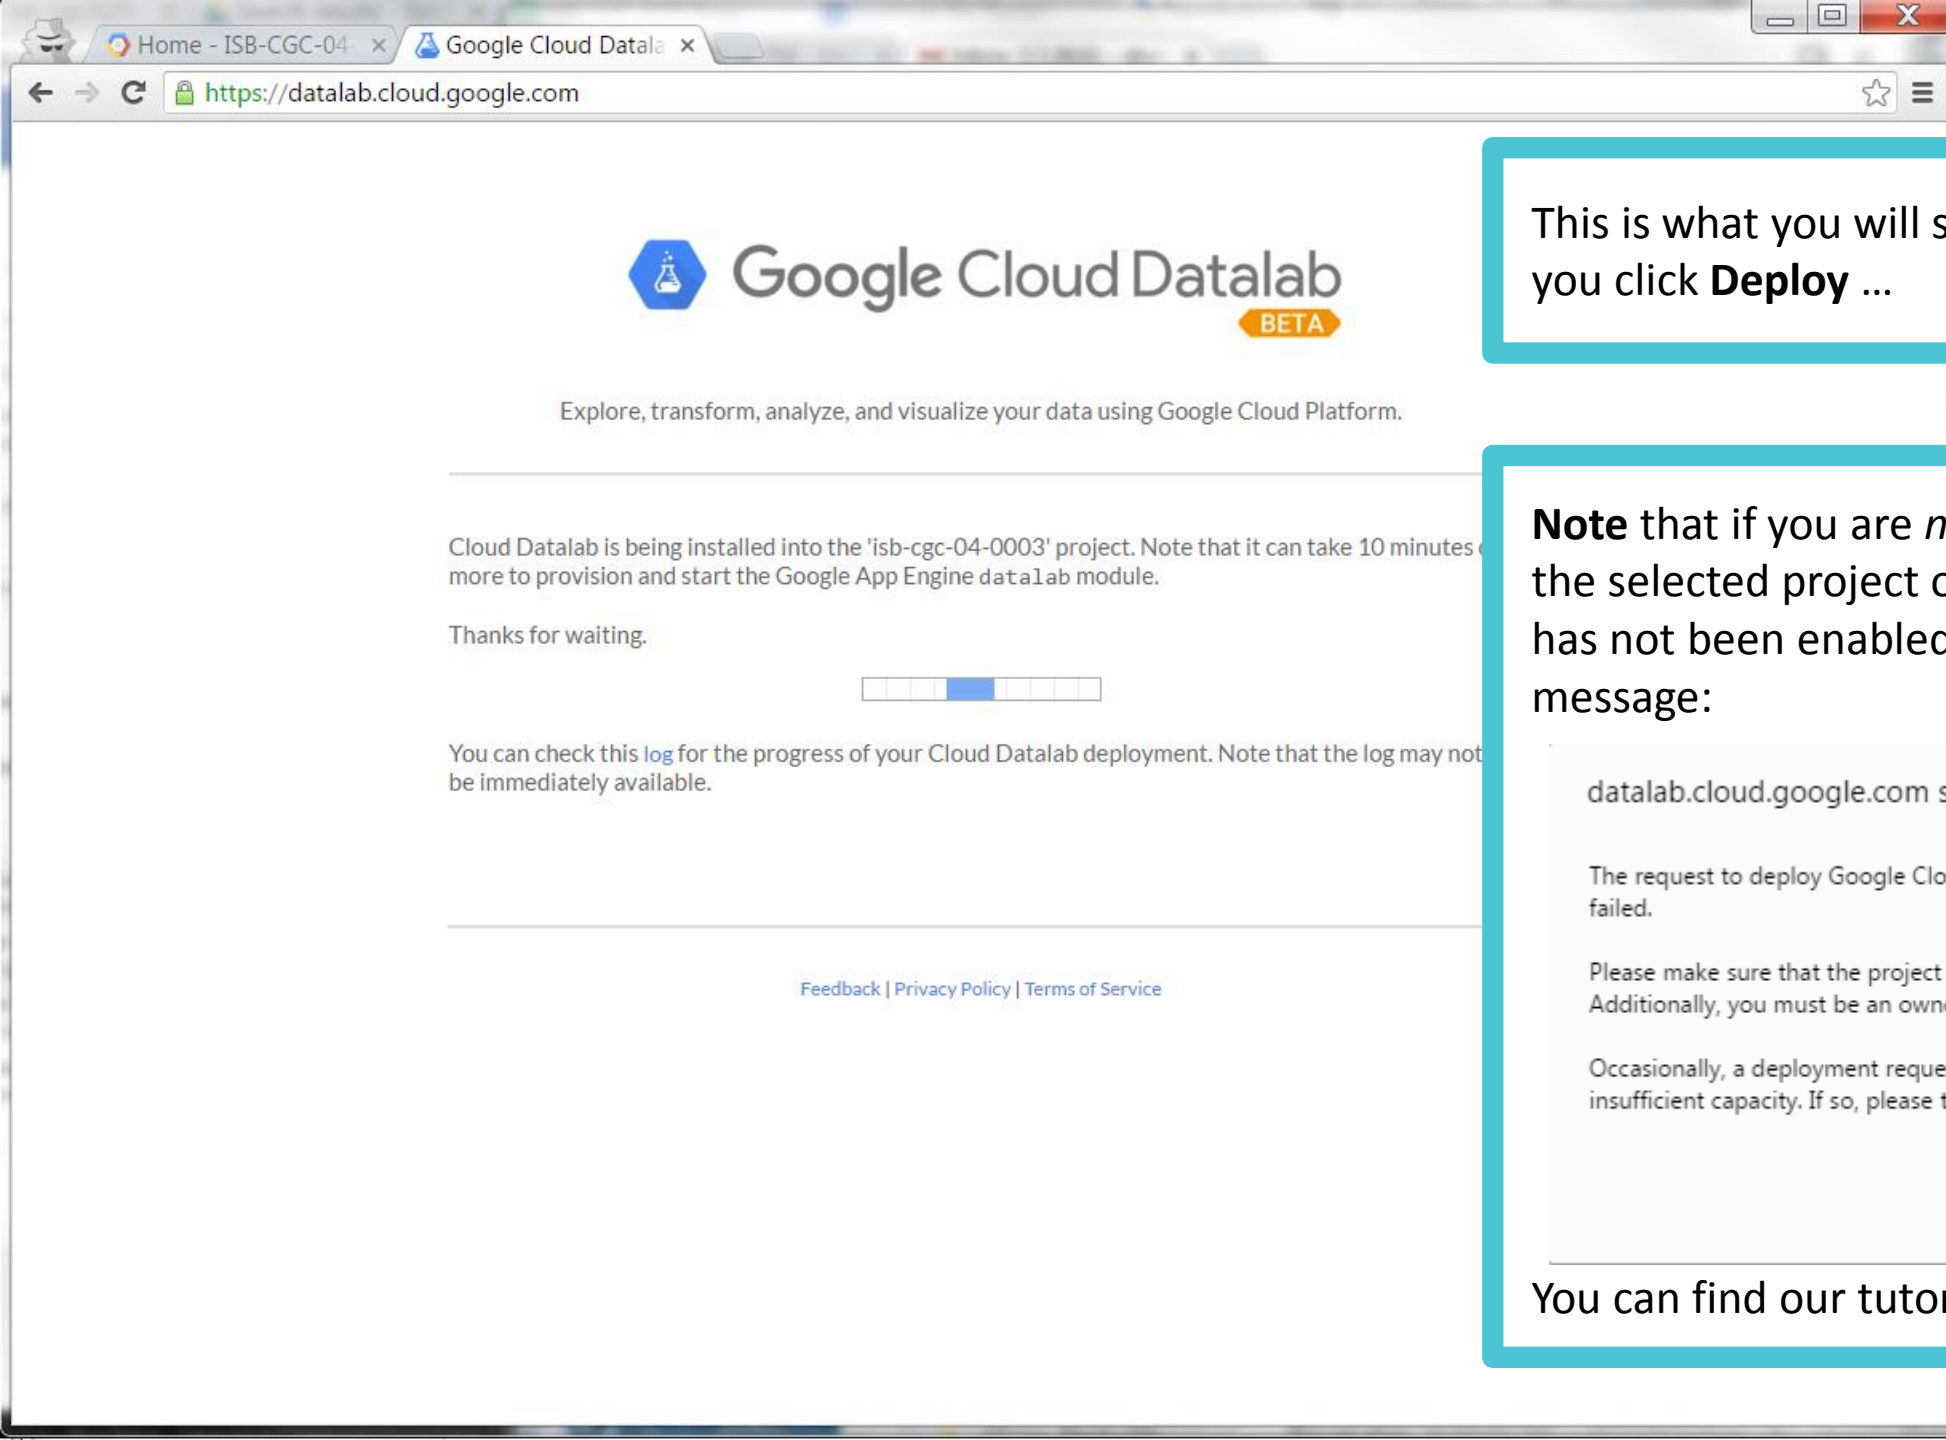 Home - ISB-CGC-04
Google Cloud Datala
https://datalab.cloud.google.com
Google Cloud Datalab
BETA
Explore, transform, analyze, and visualize your data using Google Cloud Platform.
Cloud Datalab is being installed into the 'isb-cgc-04-0003' project. Note that it can take 10 minutes
more to provision and start the Google App Engine datalab module.
Thanks for waiting.
You can check this log for the progress of your Cloud Datalab deployment. Note that the log may not
be immediately available.
Feedback | Privacy Policy | Terms of Service
This is what you will s
you click Deploy ...
Note that if you are n
the selected project
has not been enabled
message:
datalab.cloud.google.com s
The request to deploy Google Clo
failed.
Please make sure that the project
Additionally, you must be an own
Occasionally, a deployment reque
insufficient capacity. If so, please t
You can find our tutor